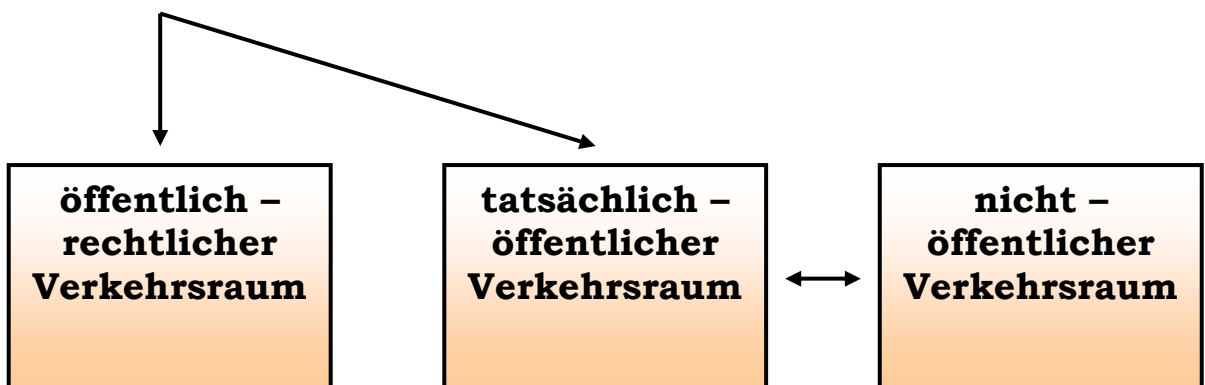 öffentlich –
rechtlicher
Verkehrsraum
tatsächlich –
öffentlicher
Verkehrsraum
nicht –
öffentlicher
Verkehrsraum